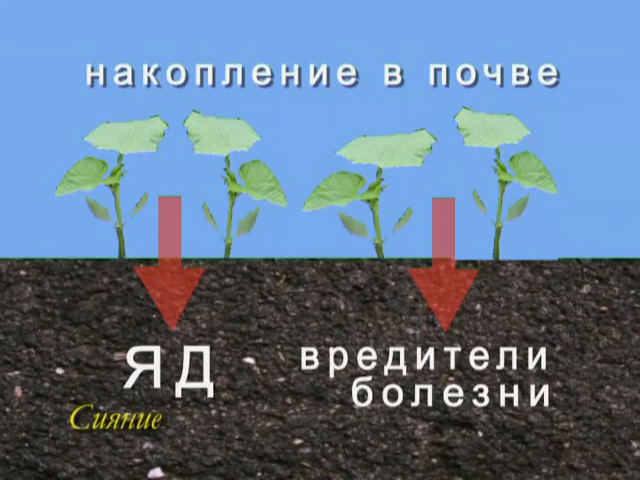 накопление в почве
ЯД
вредители
болезни
Сияние